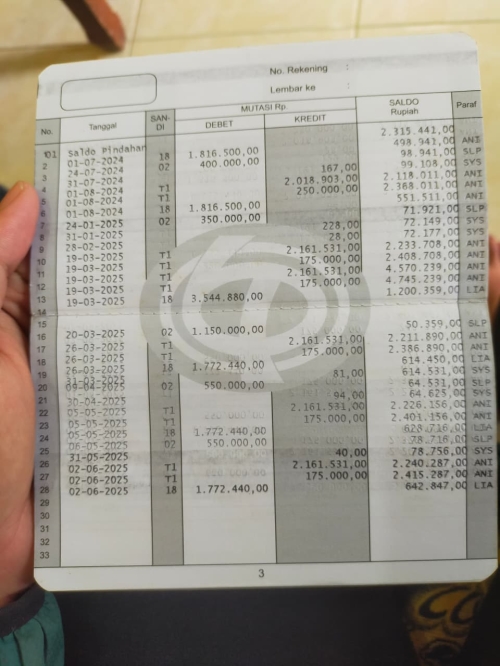 No. Rekening :
Lembar ke :
No. Tanggal SAN-DI MUTASI Rp. SALDO Rupiah Paraf
DEBET KREDIT
01 Saldo Pindahan 2.315.441,00
2 01-07-2024 18 1.816.500,00 498.941,00 ANI
3 24-07-2024 02 400.000,00 98.941,00 SLP
4 31-07-2024 167,00 99.108,00 SYS
5 01-08-2024 T1 2.018.903,00 2.118.011,00 ANI
6 01-08-2024 T1 250.000,00 2.368.011,00 ANI
7 01-08-2024 18 1.816.500,00 551.511,00 ANI
8 24-01-2025 02 350.000,00 71.921,00 SLP
9 31-01-2025 228,00 72.149,00 SYS
10 28-02-2025 28,00 72.177,00 SYS
11 19-03-2025 T1 2.161.531,00 2.233.708,00 ANI
12 19-03-2025 T1 175.000,00 2.408.708,00 ANI
13 19-03-2025 T1 2.161.531,00 4.570.239,00 ANI
14 19-03-2025 T1 175.000,00 4.745.239,00 ANI
19-03-2025 18 3.544.880,00 1.200.359,00 LIA
15
16 20-03-2025 02 1.150.000,00 50.359,00 SLP
17 26-03-2025 T1 2.161.531,00 2.211.890,00 ANI
18 26-03-2025 T1 175.000,00 2.386.890,00 ANI
19 26-03-2025 18 1.772.440,00 614.450,00 LIA
31-03-2025 81,00 614.531,00 SYS
20 02 550.000,00 64.531,00 SLP
21 30-04-2025 94,00 64.625,00 SYS
22 05-05-2025 T1 2.161.531,00 2.226.156,00 ANI
23 05-05-2025 T1 175.000,00 2.401.156,00 ANI
24 05-05-2025 18 1.772.440,00 628.716,00 LIA
25 06-05-2025 02 550.000,00 78.716,00 SLP
26 31-05-2025 40,00 78.756,00 SYS
27 02-06-2025 T1 2.161.531,00 2.240.287,00 ANI
28 02-06-2025 T1 175.000,00 2.415.287,00 ANI
02-06-2025 18 1.772.440,00 642.847,00 LIA
29
30
31
32
33
3